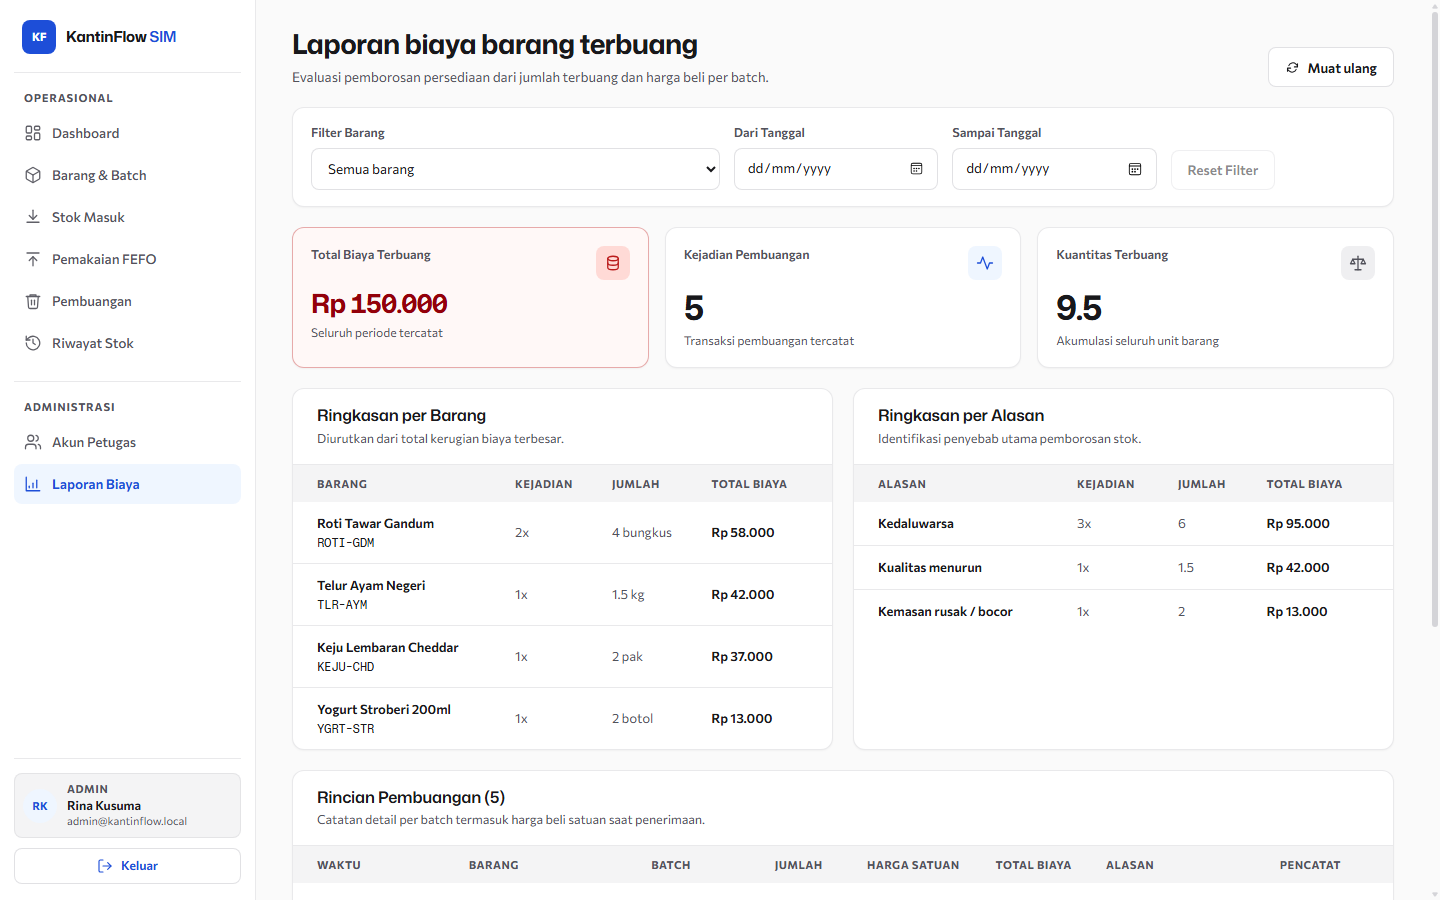 KF
KantinFlow SIM
OPERASIONAL
Dashboard
Barang & Batch
Stok Masuk
Pemakaian FEFO
Pembuangan
Riwayat Stok
ADMINISTRASI
Akun Petugas
Laporan Biaya
RK
ADMIN
Rina Kusuma
admin@kantinflow.local
Keluar
Laporan biaya barang terbuang
Evaluasi pemborosan persediaan dari jumlah terbuang dan harga beli per batch.
Muat ulang
Filter Barang
Semua barang
Dari Tanggal
dd/mm/yyyy
Sampai Tanggal
dd/mm/yyyy
Reset Filter
Total Biaya Terbuang
Rp 150.000
Seluruh periode tercatat
Kejadian Pembuangan
5
Transaksi pembuangan tercatat
Kuantitas Terbuang
9.5
Akumulasi seluruh unit barang
Ringkasan per Barang
Diurutkan dari total kerugian biaya terbesar.
BARANG KEJADIAN JUMLAH TOTAL BIAYA
Roti Tawar Gandum
ROTI-GDM
2x 4 bungkus Rp 58.000
Telur Ayam Negeri
TLR-AYM
1x 1.5 kg Rp 42.000
Keju Lembaran Cheddar
KEJU-CHD
1x 2 pak Rp 37.000
Yogurt Stroberi 200ml
YGRT-STR
1x 2 botol Rp 13.000
Ringkasan per Alasan
Identifikasi penyebab utama pemborosan stok.
ALASAN KEJADIAN JUMLAH TOTAL BIAYA
Kedaluwarsa 3x 6 Rp 95.000
Kualitas menurun 1x 1.5 Rp 42.000
Kemasan rusak / bocor 1x 2 Rp 13.000
Rincian Pembuangan (5)
Catatan detail per batch termasuk harga beli satuan saat penerimaan.
WAKTU BARANG BATCH JUMLAH HARGA SATUAN TOTAL BIAYA ALASAN PENCATAT